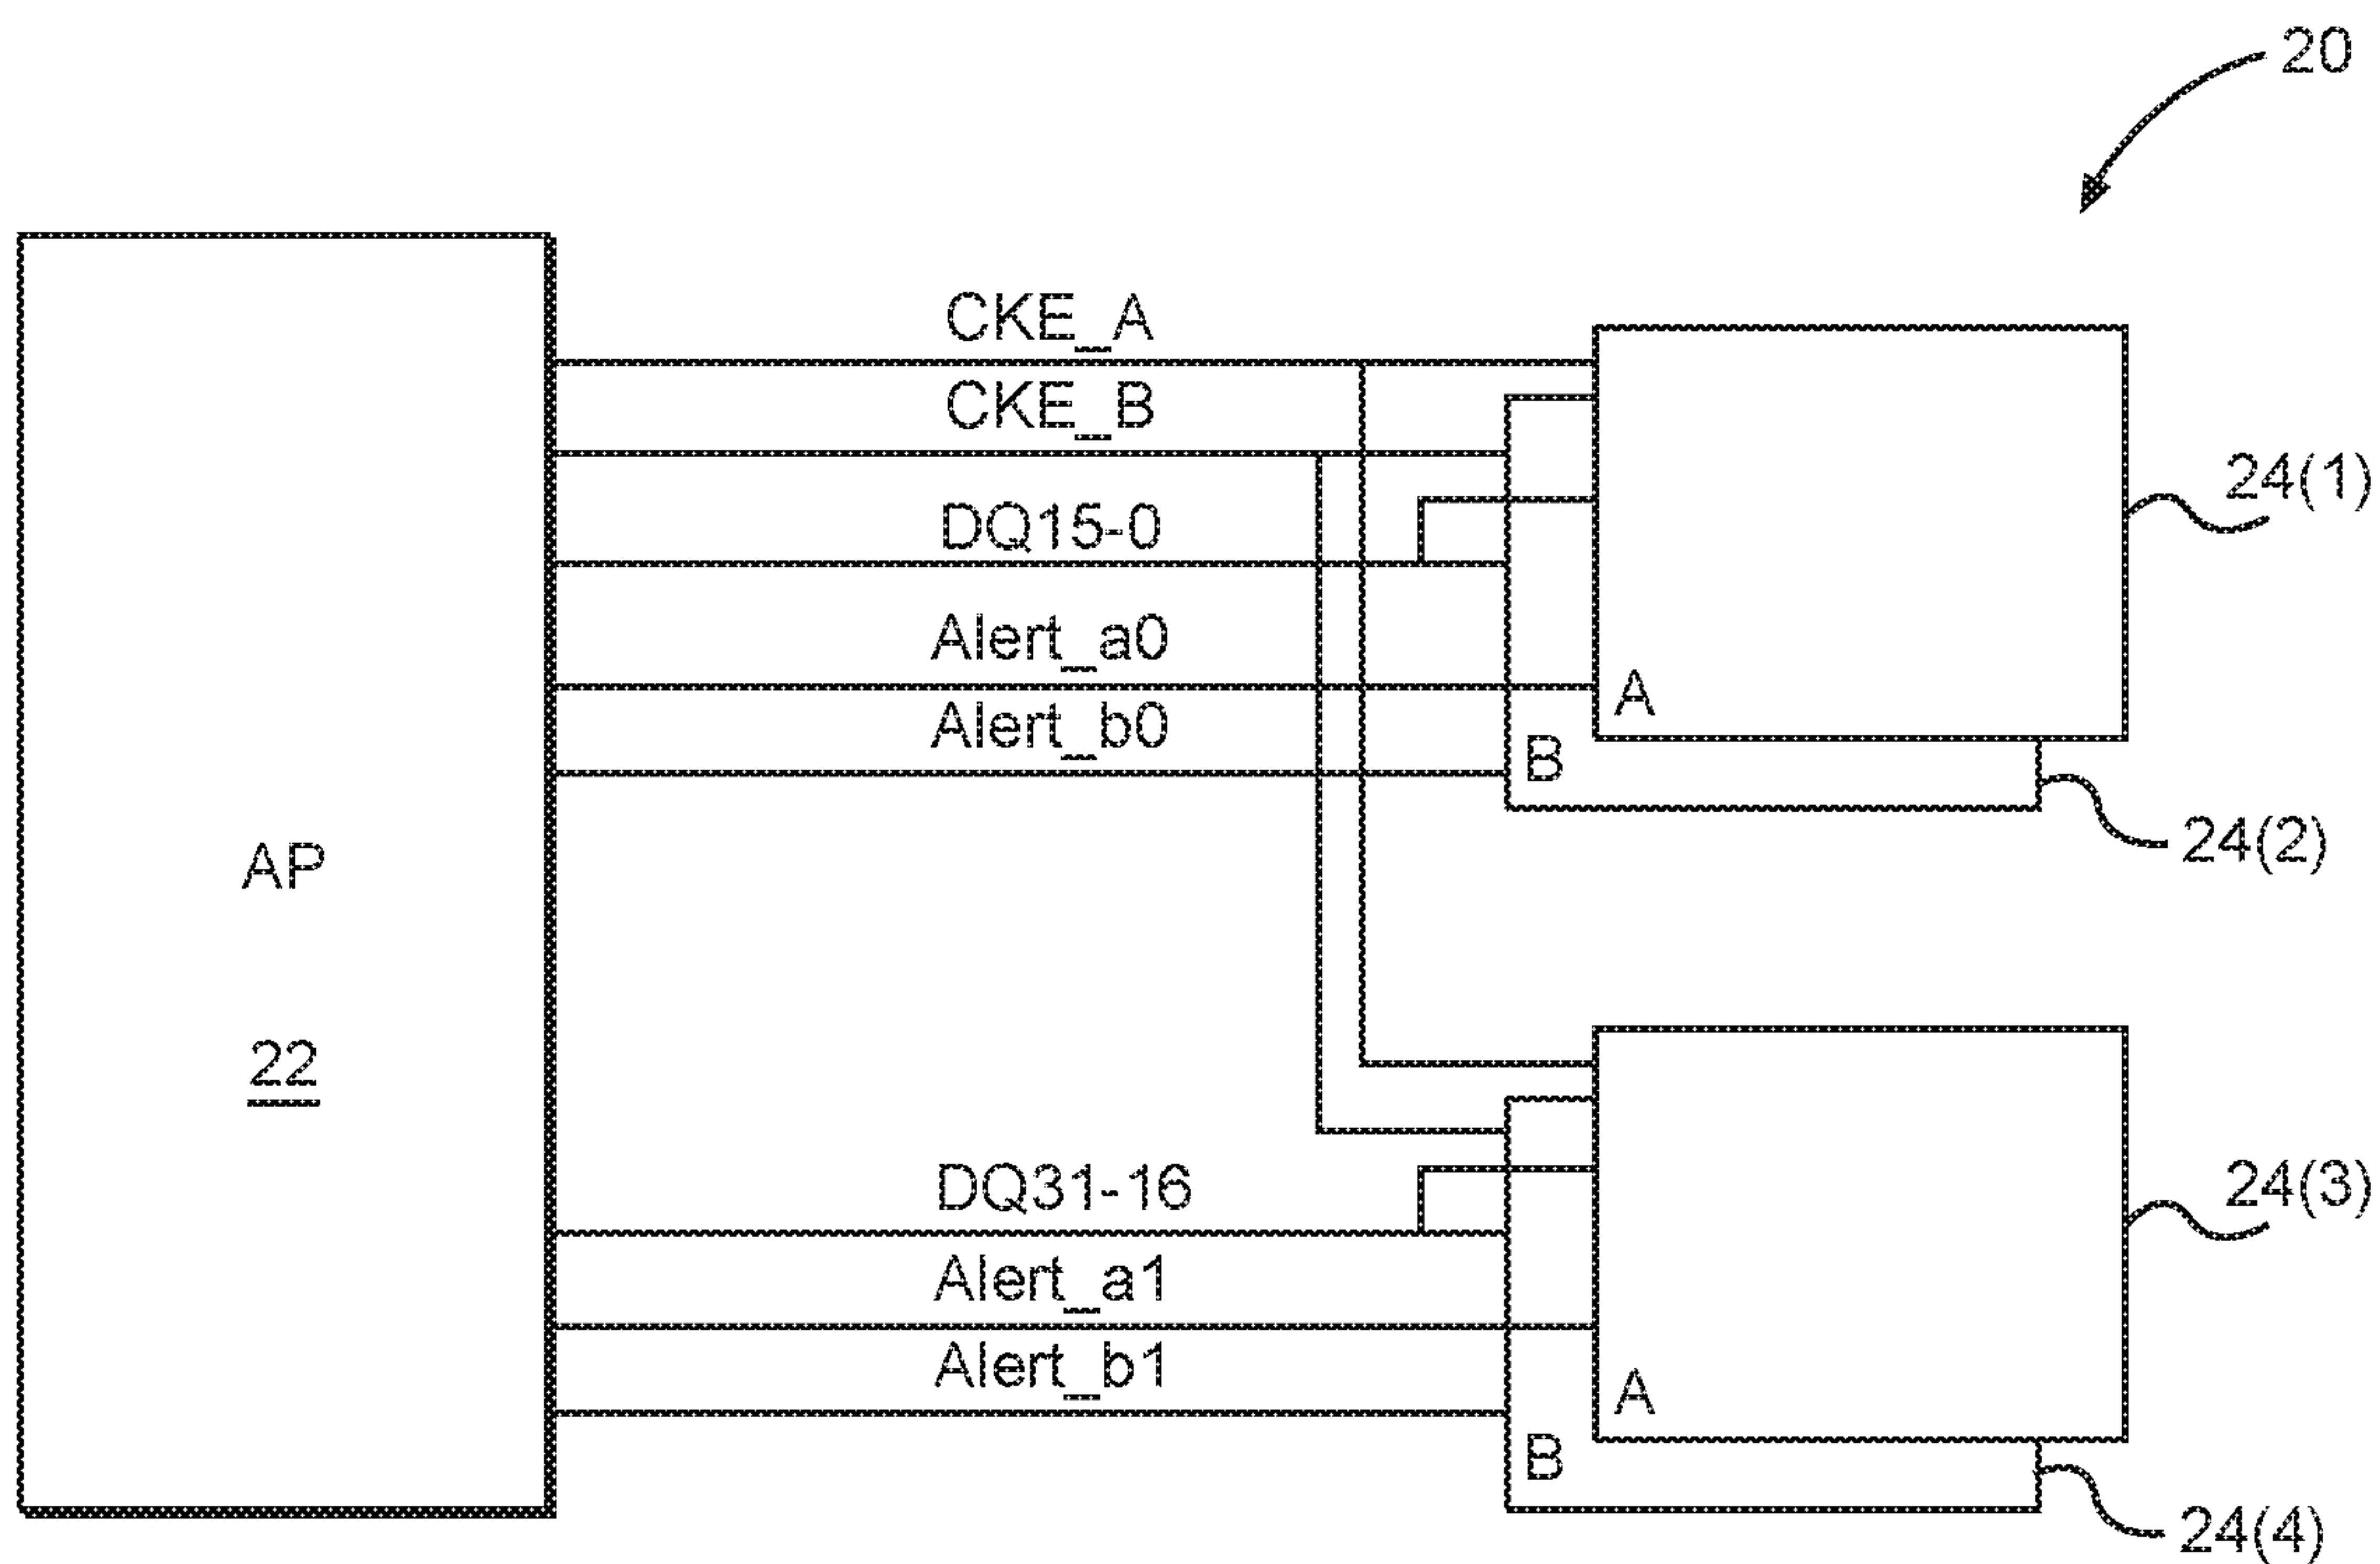 20
CKE_A
CKE_B
24(1)
DQ15-0
Alert_a0
A
Alert_b0
B
24(2)
AP
22
24(3)
DQ31-16
Alert_a1
Alert_b1
A
B
24(4)